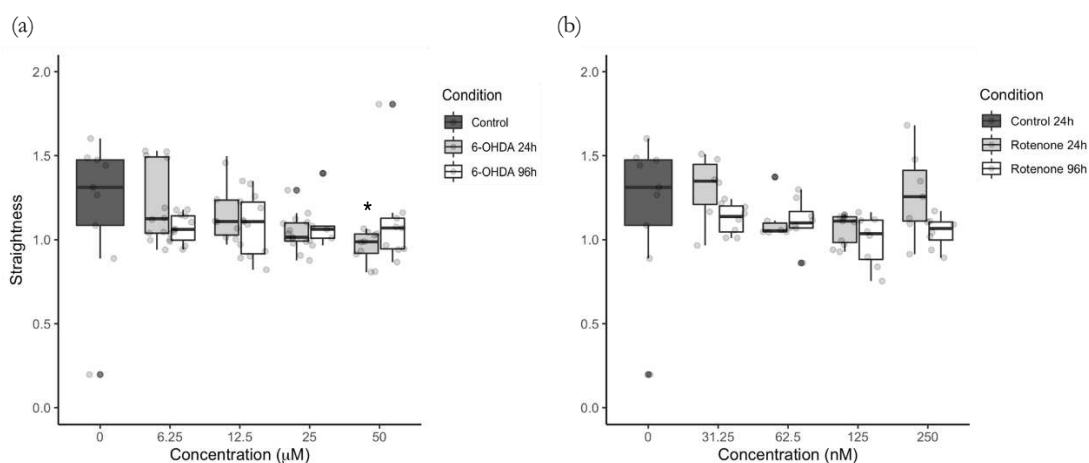 (a)
(b)
Straightness
2.0
1.5
1.0
0.5
0.0
*
0
6.25
12.5
25
50
Concentration (µM)
Condition
Control
6-OHDA 24h
6-OHDA 96h
2.0
1.5
1.0
0.5
0.0
0
31.25
62.5
125
250
Concentration (nM)
Condition
Control 24h
Rotenone 24h
Rotenone 96h